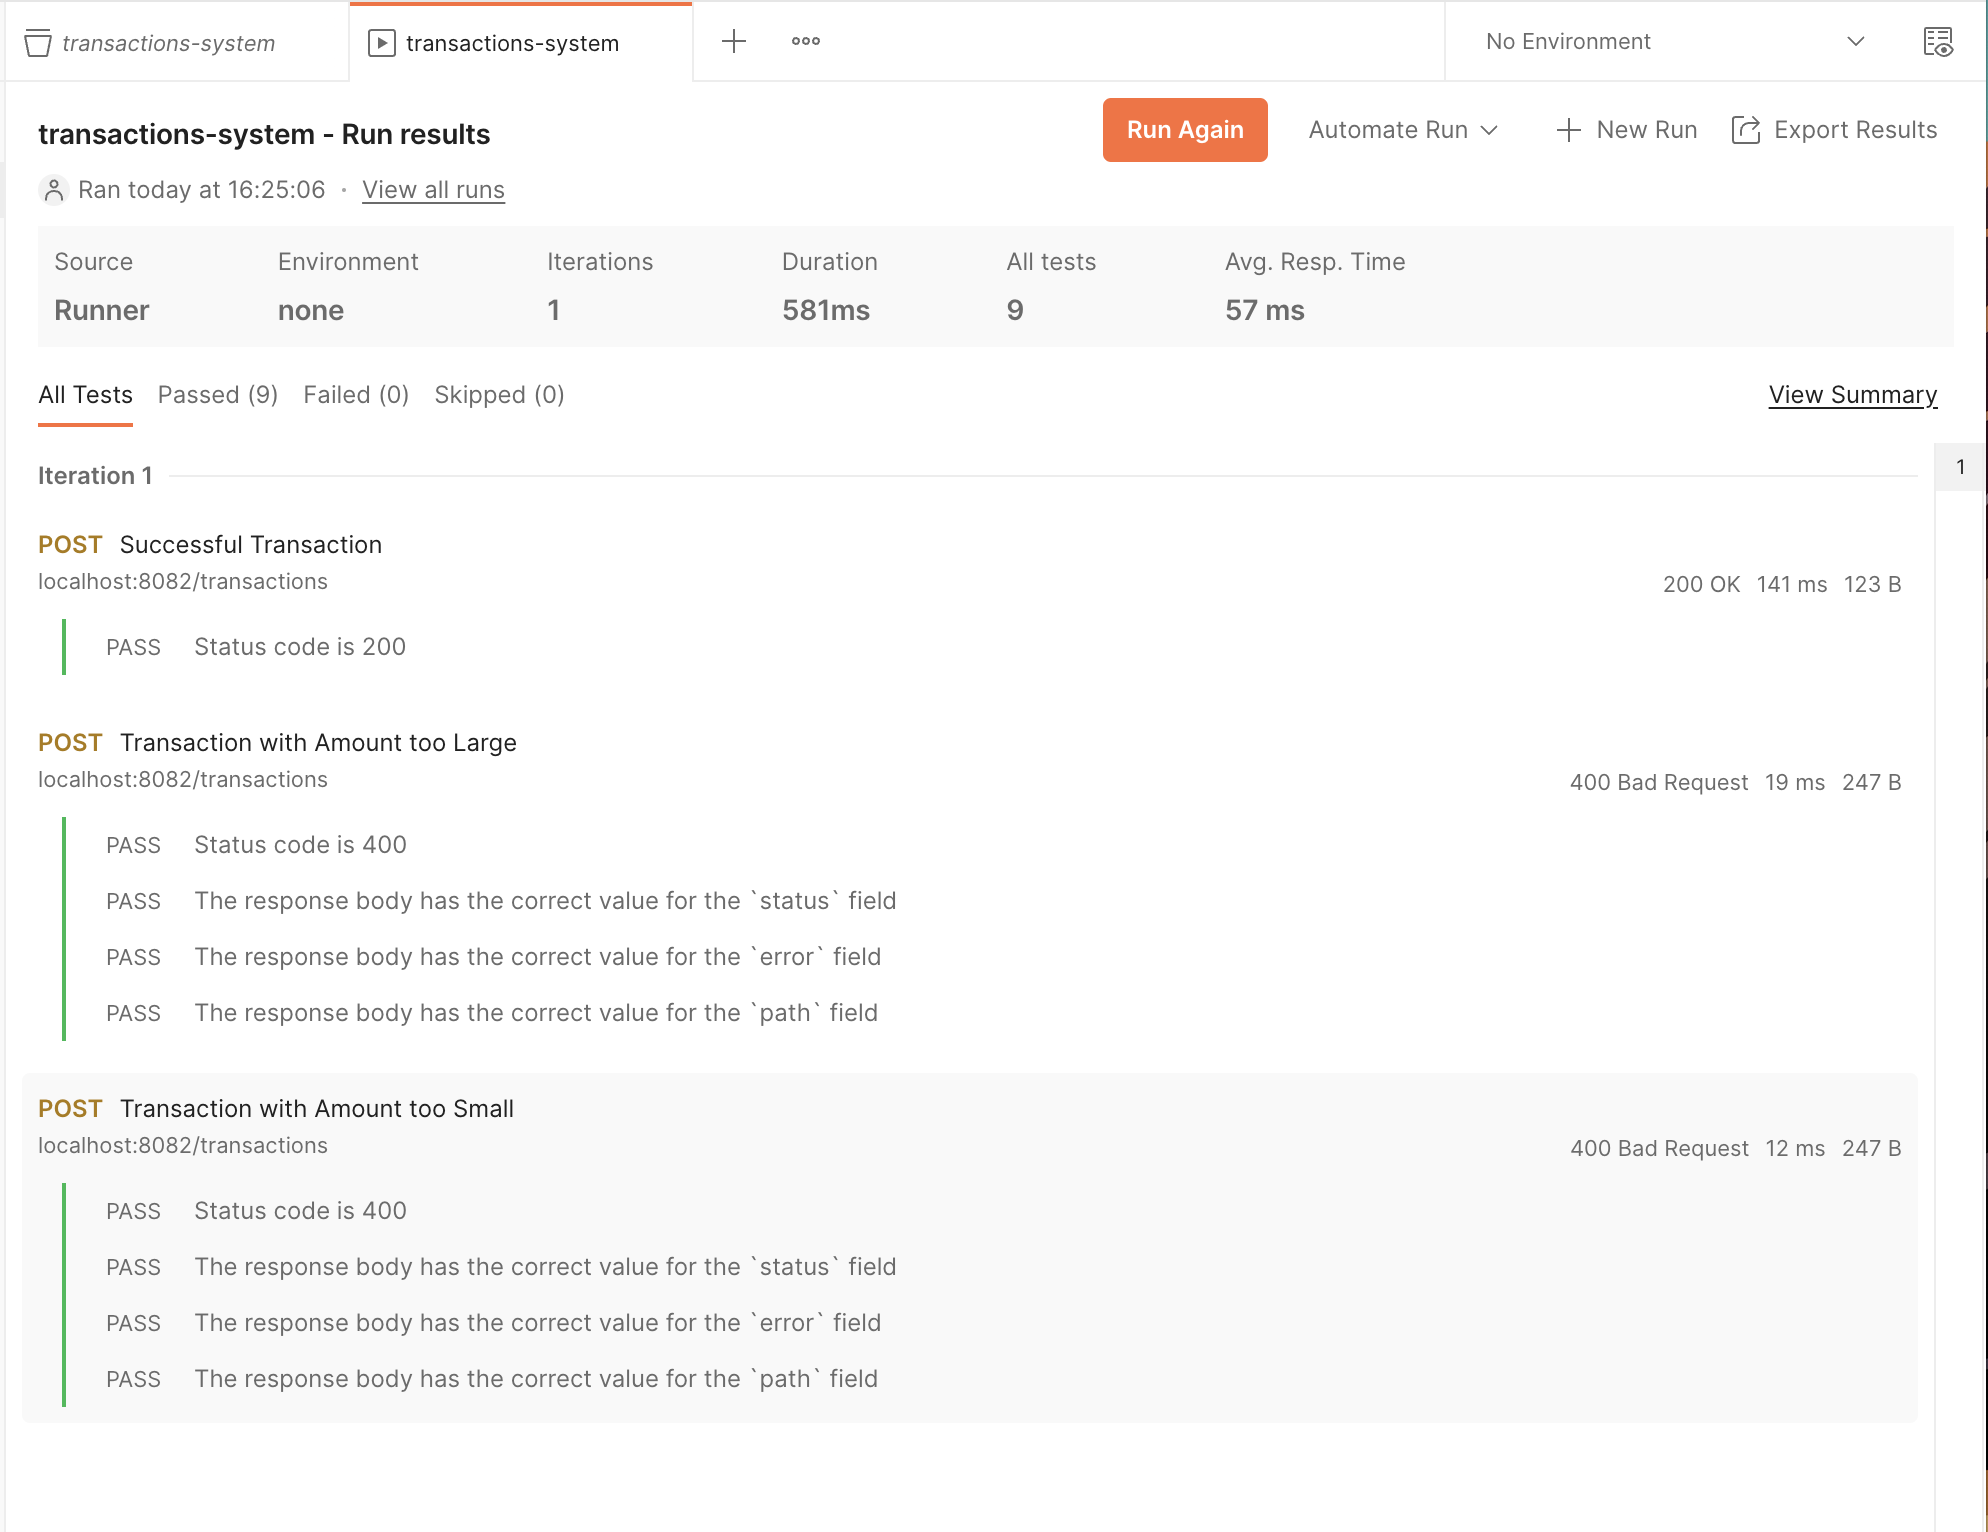 transactions-system
transactions-system
No Environment
transactions-system - Run results
Run Again
Automate Run
New Run
Export Results
Ran today at 16:25:06 · View all runs
Source Environment Iterations Duration All tests Avg. Resp. Time
Runner none 1 581ms 9 57 ms
All Tests Passed (9) Failed (0) Skipped (0) View Summary
Iteration 1
1
POST Successful Transaction
localhost:8082/transactions
200 OK 141 ms 123 B
PASS Status code is 200
POST Transaction with Amount too Large
localhost:8082/transactions
400 Bad Request 19 ms 247 B
PASS Status code is 400
PASS The response body has the correct value for the `status` field
PASS The response body has the correct value for the `error` field
PASS The response body has the correct value for the `path` field
POST Transaction with Amount too Small
localhost:8082/transactions
400 Bad Request 12 ms 247 B
PASS Status code is 400
PASS The response body has the correct value for the `status` field
PASS The response body has the correct value for the `error` field
PASS The response body has the correct value for the `path` field